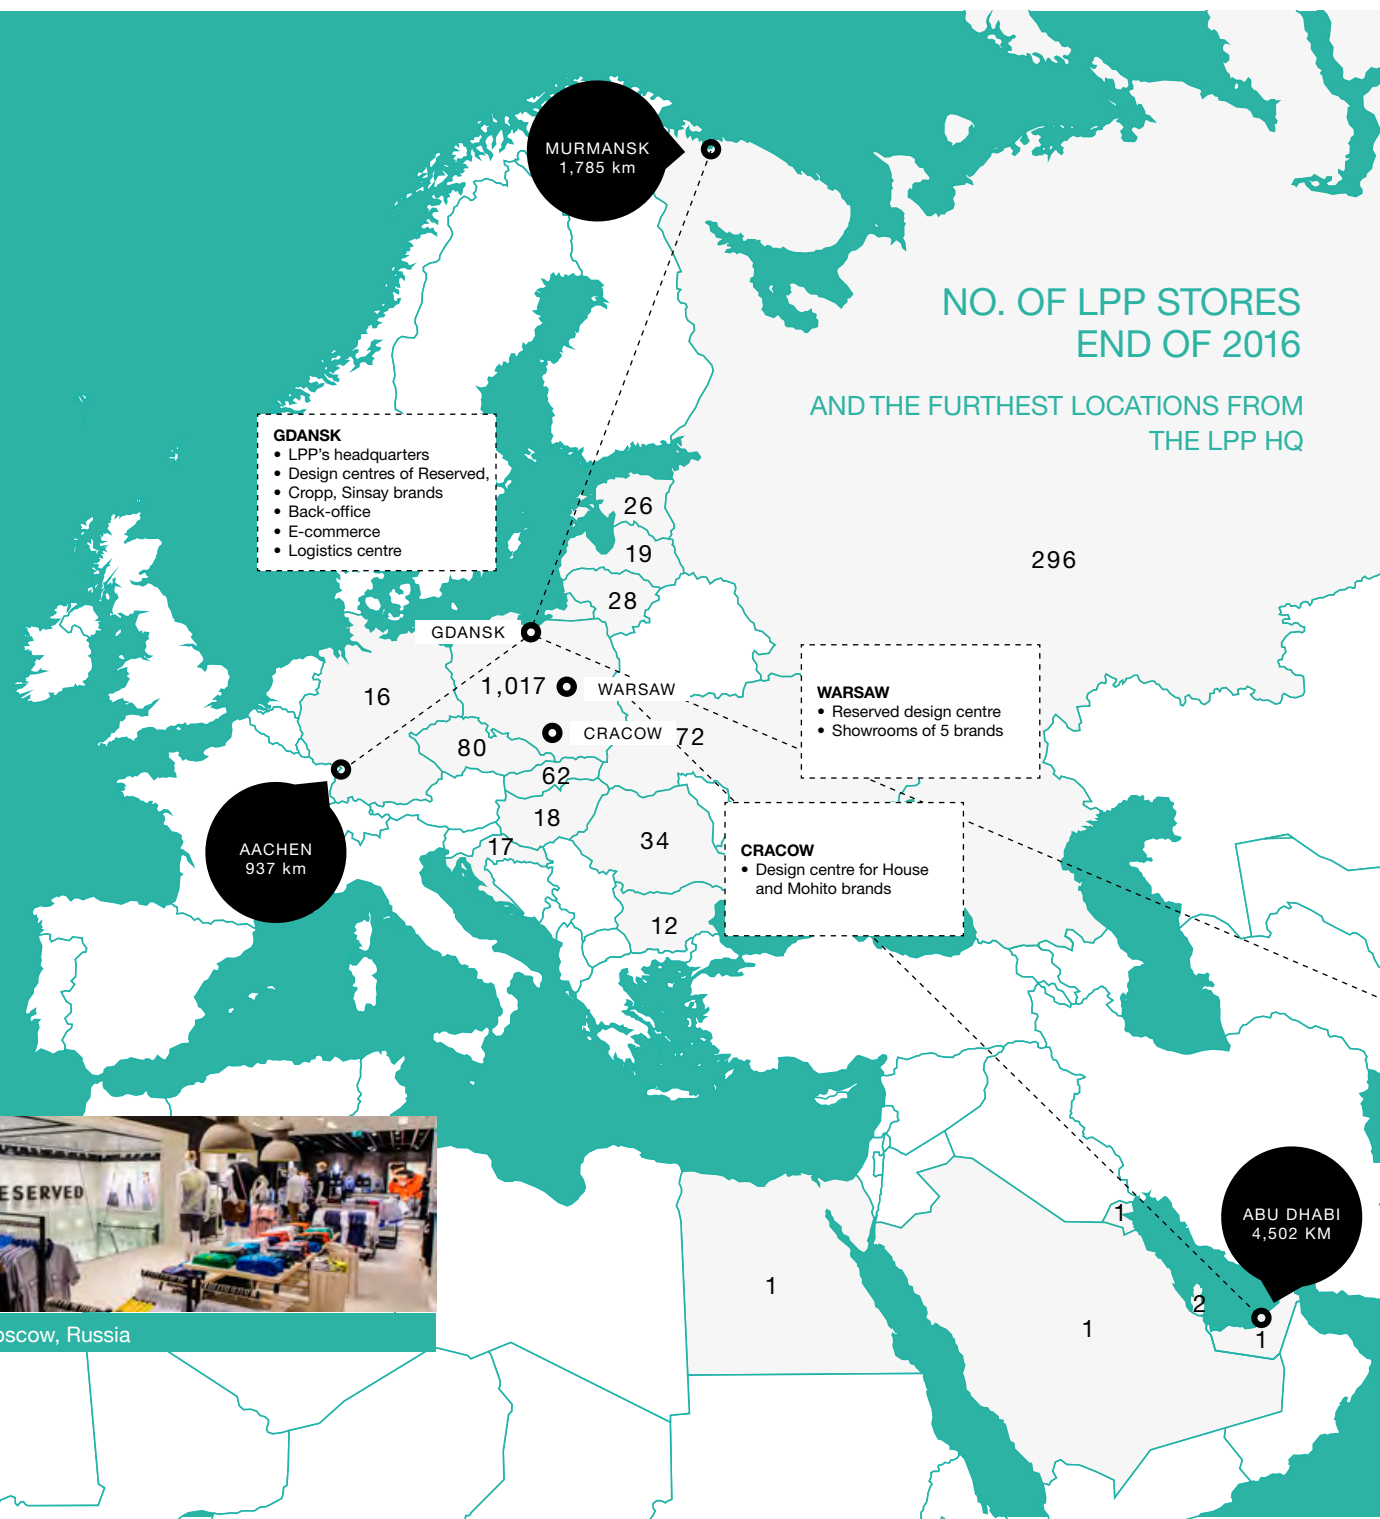 MURMANSK
1,785 km
NO. OF LPP STORES
END OF 2016
AND THE FURTHEST LOCATIONS FROM
THE LPP HQ
GDANSK
• LPP's headquarters
• Design centres of Reserved,
• Cropp, Sinsay brands
• Back-office
• E-commerce
• Logistics centre
26
19
296
28
GDANSK
16
1,017
WARSAW
WARSAW
• Reserved design centre
• Showrooms of 5 brands
CRACOW
72
80
62
18
17
34
AACHEN
937 km
CRACOW
• Design centre for House
and Mohito brands
12
ESERVED
1
ABU DHABI
4,502 KM
1
2
1
1
oscow, Russia